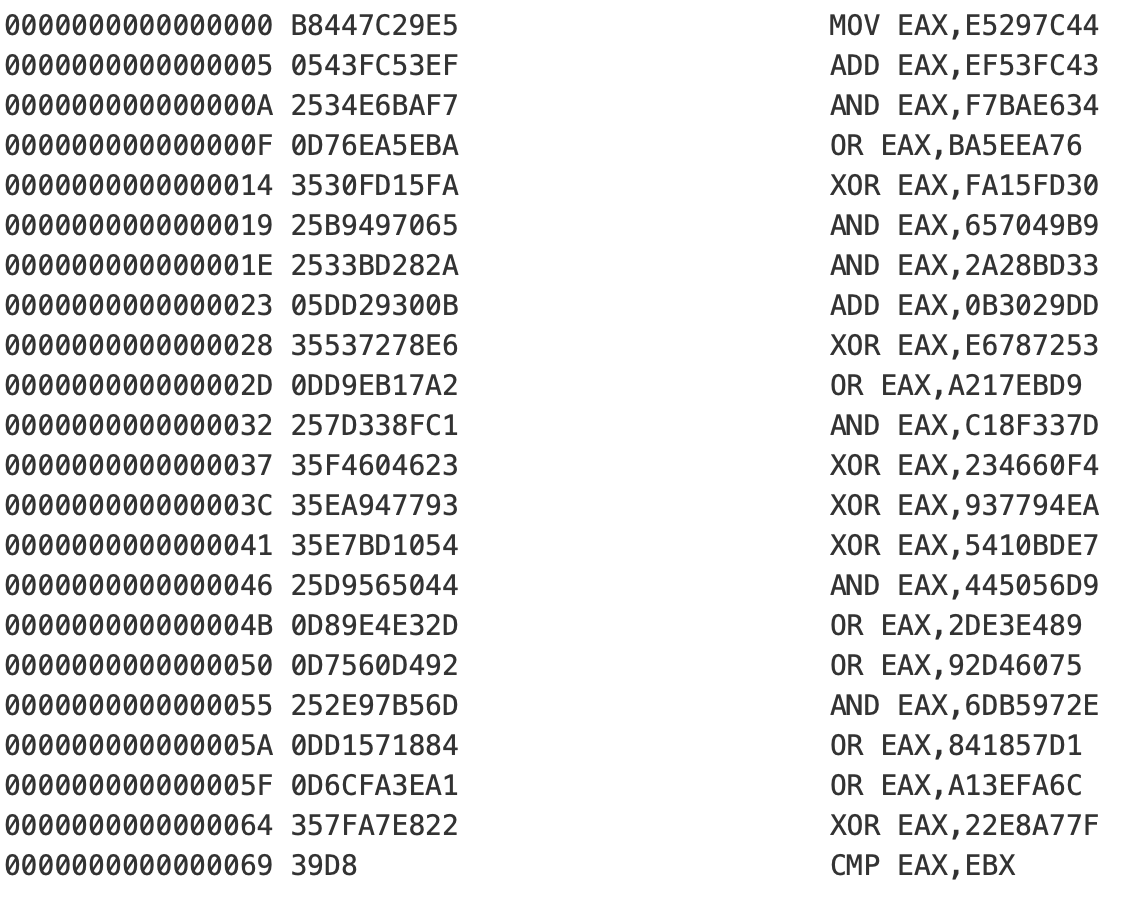 0000000000000000 B8447C29E5 MOV EAX,E5297C44
0000000000000005 0543FC53EF ADD EAX,EF53FC43
000000000000000A 2534E6BAF7 AND EAX,F7BAE634
000000000000000F 0D76EA5EBA OR EAX,BA5EEA76
0000000000000014 3530FD15FA XOR EAX,FA15FD30
0000000000000019 25B9497065 AND EAX,657049B9
000000000000001E 2533BD282A AND EAX,2A28BD33
0000000000000023 05DD29300B ADD EAX,0B3029DD
0000000000000028 35537278E6 XOR EAX,E6787253
000000000000002D 0DD9EB17A2 OR EAX,A217EBD9
0000000000000032 257D338FC1 AND EAX,C18F337D
0000000000000037 35F4604623 XOR EAX,234660F4
000000000000003C 35EA947793 XOR EAX,937794EA
0000000000000041 35E7BD1054 XOR EAX,5410BDE7
0000000000000046 25D9565044 AND EAX,445056D9
000000000000004B 0D89E4E32D OR EAX,2DE3E489
0000000000000050 0D7560D492 OR EAX,92D46075
0000000000000055 252E97B56D AND EAX,6DB5972E
000000000000005A 0DD1571884 OR EAX,841857D1
000000000000005F 0D6CFA3EA1 OR EAX,A13EFA6C
0000000000000064 357FA7E822 XOR EAX,22E8A77F
0000000000000069 39D8 CMP EAX,EBX